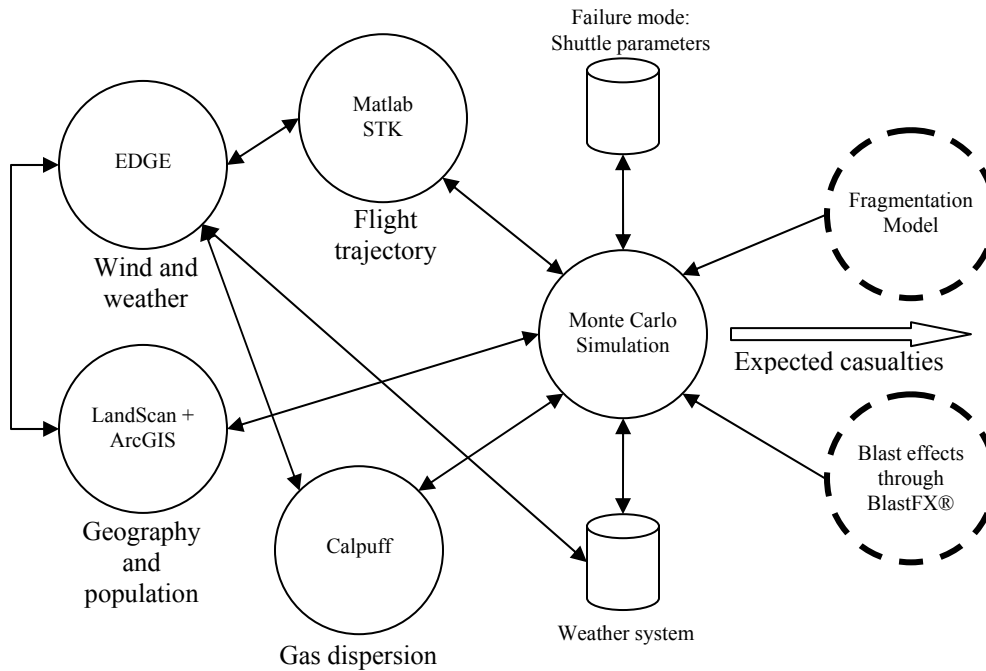 Failure mode:
Shuttle parameters
Matlab
STK
EDGE
Flight
trajectory
Fragmentation
Model
Wind and
weather
Monte Carlo
Simulation
Expected casualties
LandScan +
ArcGIS
Blast effects
through
BlastFX®
Geography
and
population
Calpuff
Weather system
Gas dispersion